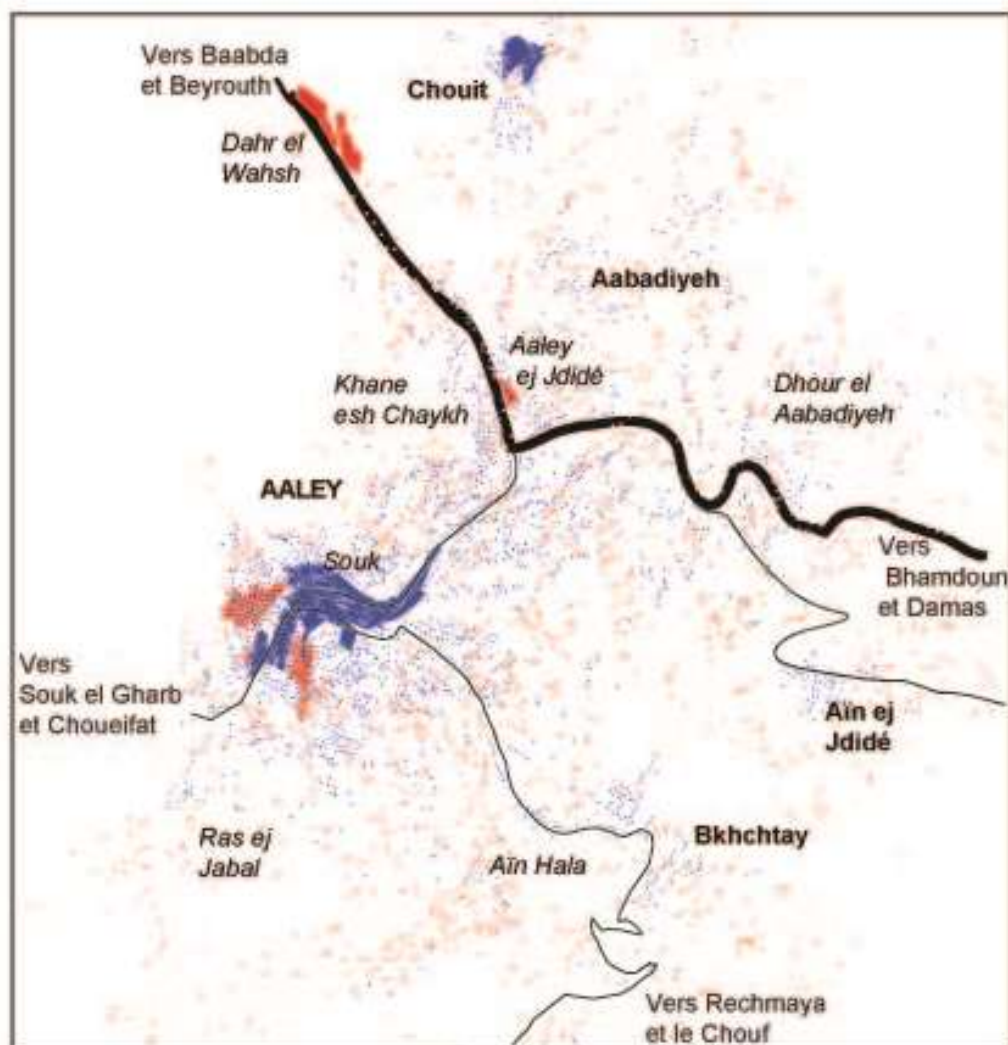 Vers Baabda
et Beyrouth
Chouit
Dahr el
Wahsh
Aabadiyeh
Aaley
ej Jdidé
Khane
esh Chaykh
Dhour el
Aabadiyeh
AALEY
Souk
Vers
Bhamdoun
et Damas
Vers
Souk el Gharb
et Choueifat
Aïn ej
Jdidé
Ras ej
Jabal
Aïn Hala
Bkhchtay
Vers Rechmaya
et le Chouf